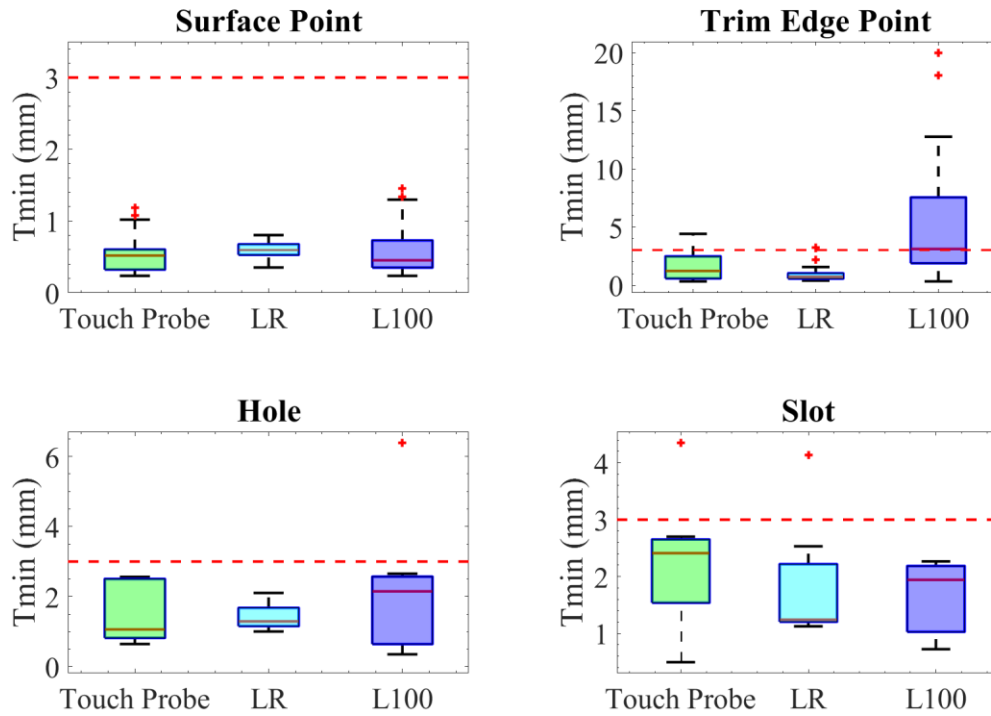 Surface Point
Trim Edge Point
Tmin (mm)
3
2
1
0
Touch Probe LR L100
Tmin (mm)
20
15
10
5
0
Touch Probe LR L100
Hole
Slot
Tmin (mm)
6
4
2
0
Touch Probe LR L100
Tmin (mm)
4
3
2
1
Touch Probe LR L100